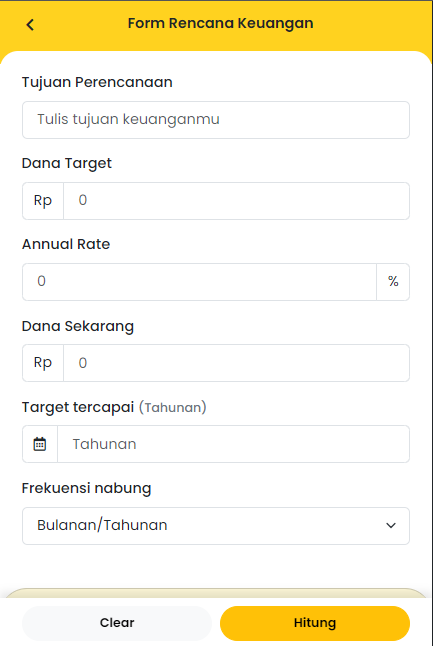 Form Rencana Keuangan
Tujuan Perencanaan
Tulis tujuan keuanganmu
Dana Target
Rp 0
Annual Rate
0 %
Dana Sekarang
Rp 0
Target tercapai (Tahunan)
Tahunan
Frekuensi nabung
Bulanan/Tahunan
Clear Hitung